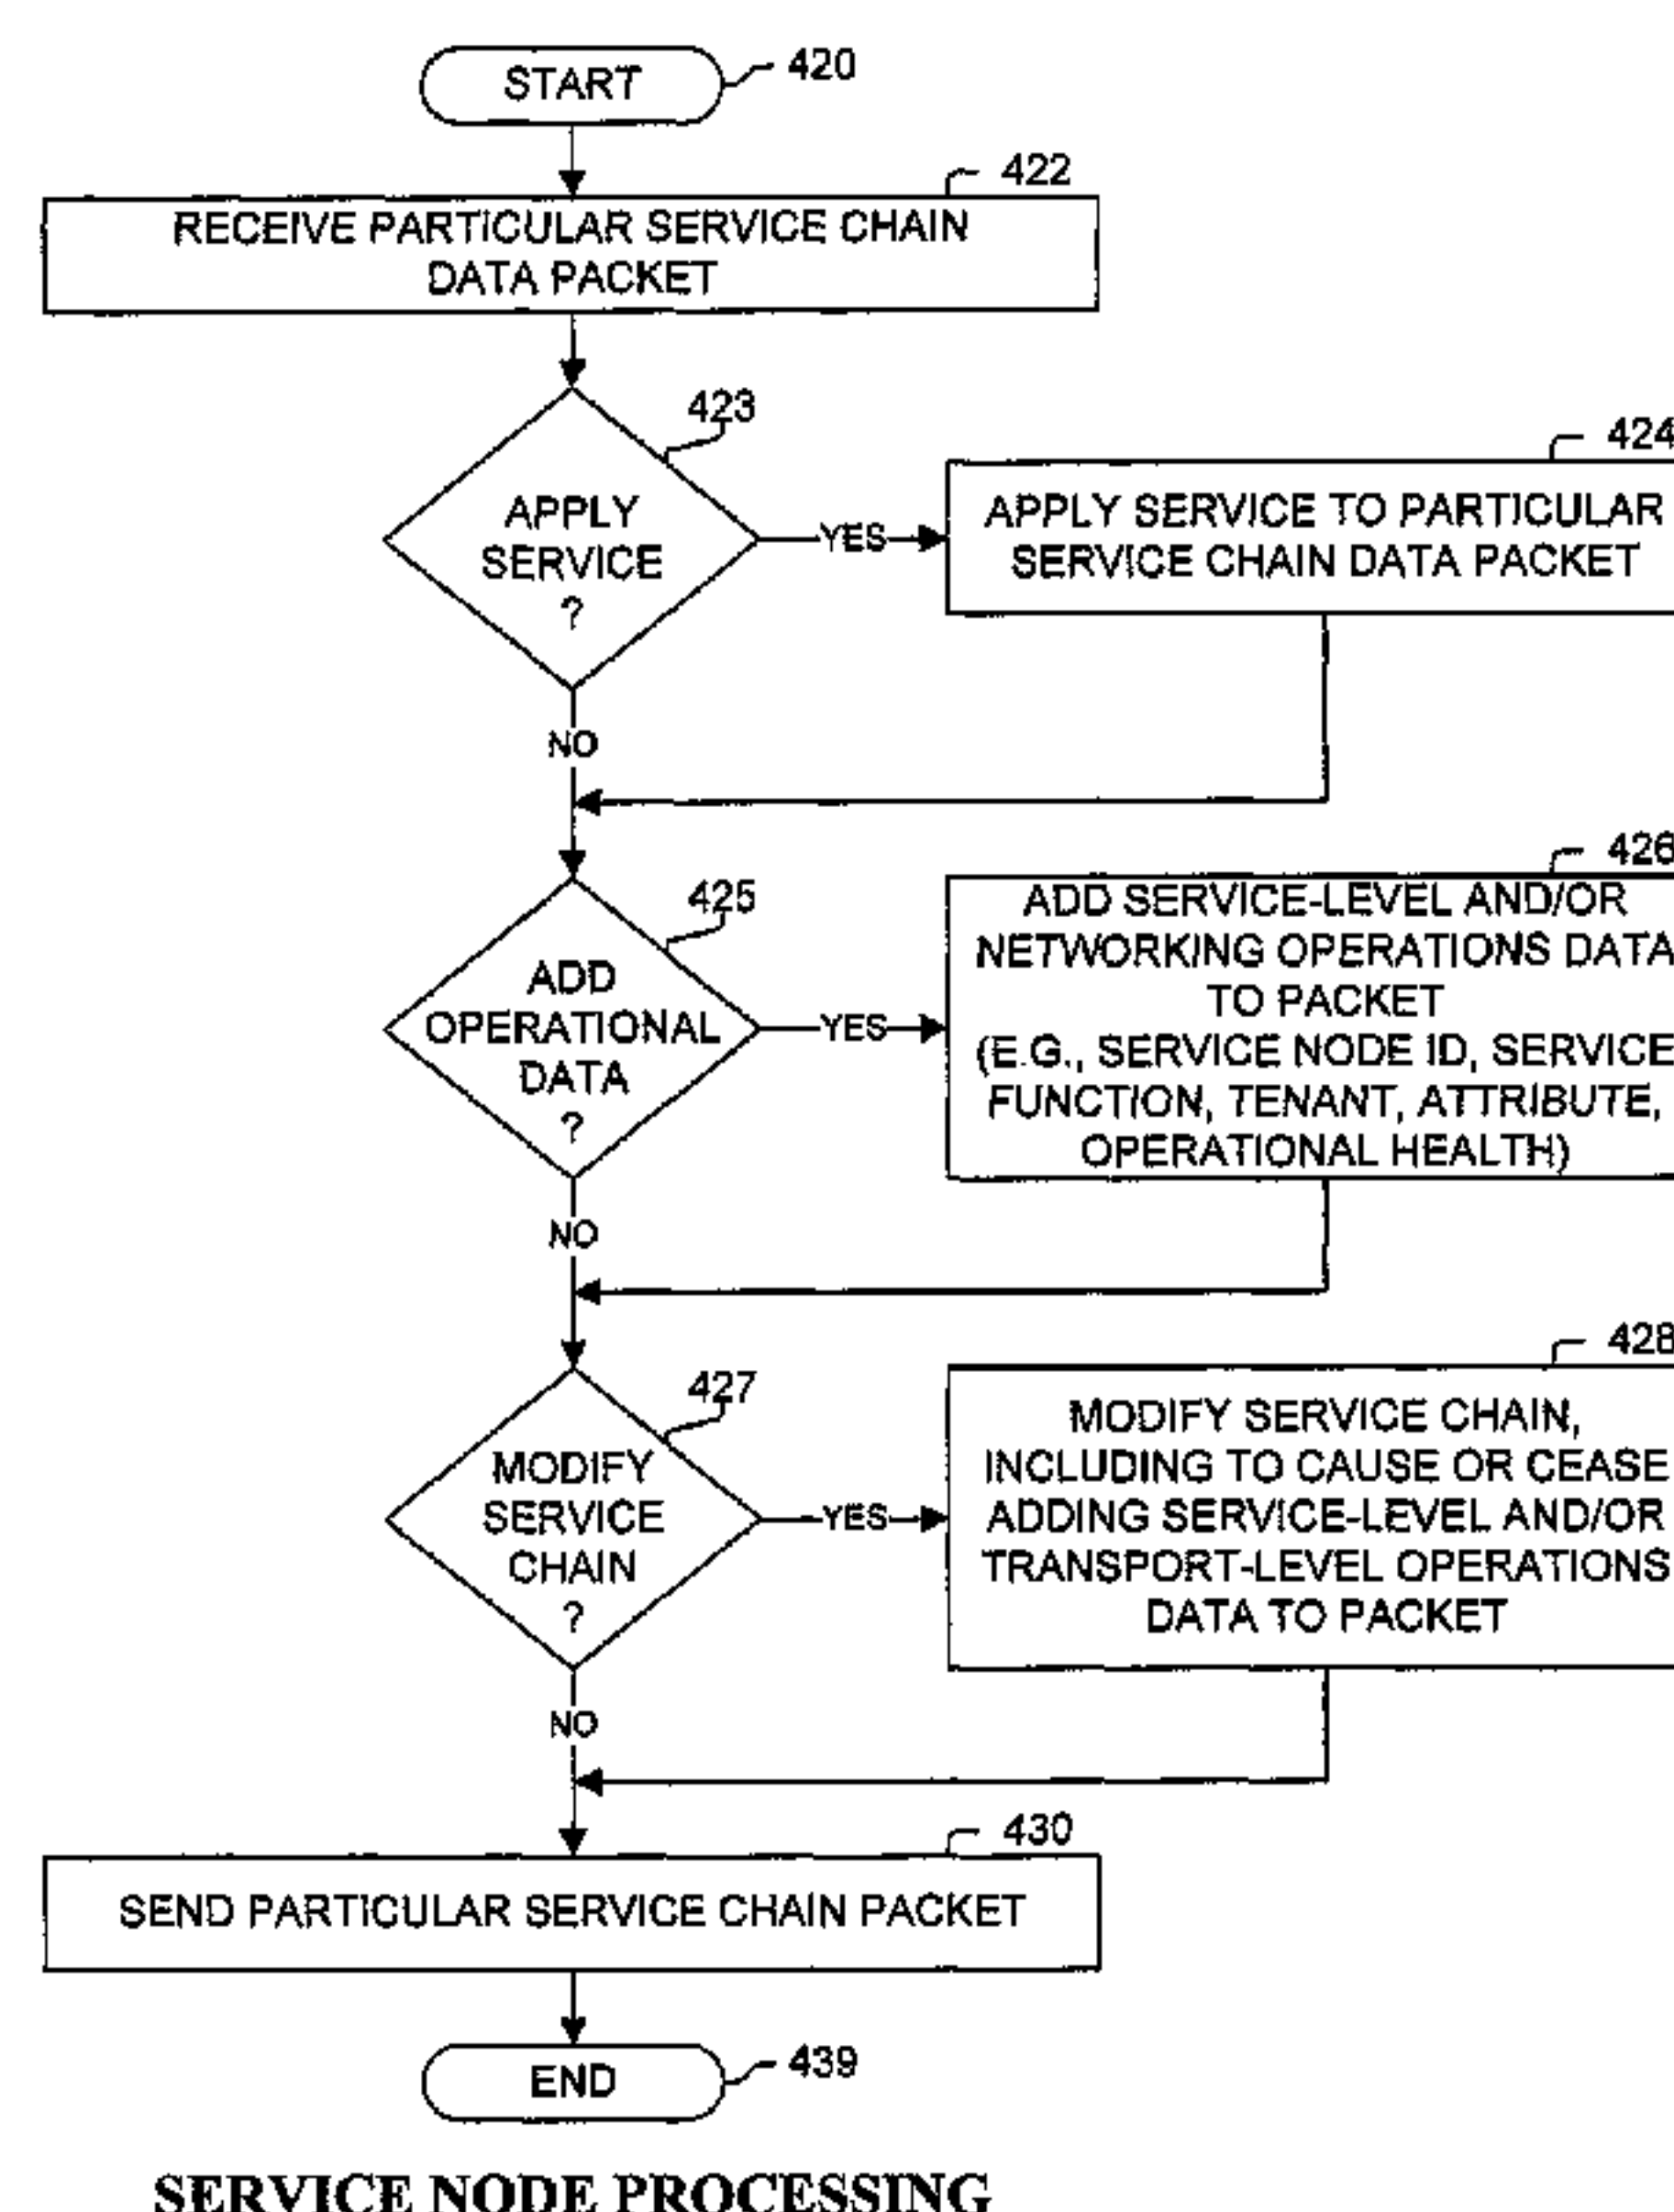 START
420
422
RECEIVE PARTICULAR SERVICE CHAIN
DATA PACKET
423
APPLY
SERVICE
?
YES
424
APPLY SERVICE TO PARTICULAR
SERVICE CHAIN DATA PACKET
NO
425
ADD
OPERATIONAL
DATA
?
YES
426
ADD SERVICE-LEVEL AND/OR
NETWORKING OPERATIONS DATA
TO PACKET
(E.G., SERVICE NODE ID, SERVICE
FUNCTION, TENANT, ATTRIBUTE,
OPERATIONAL HEALTH)
NO
427
MODIFY
SERVICE
CHAIN
?
YES
428
MODIFY SERVICE CHAIN,
INCLUDING TO CAUSE OR CEASE
ADDING SERVICE-LEVEL AND/OR
TRANSPORT-LEVEL OPERATIONS
DATA TO PACKET
NO
430
SEND PARTICULAR SERVICE CHAIN PACKET
END
439
SERVICE NODE PROCESSING